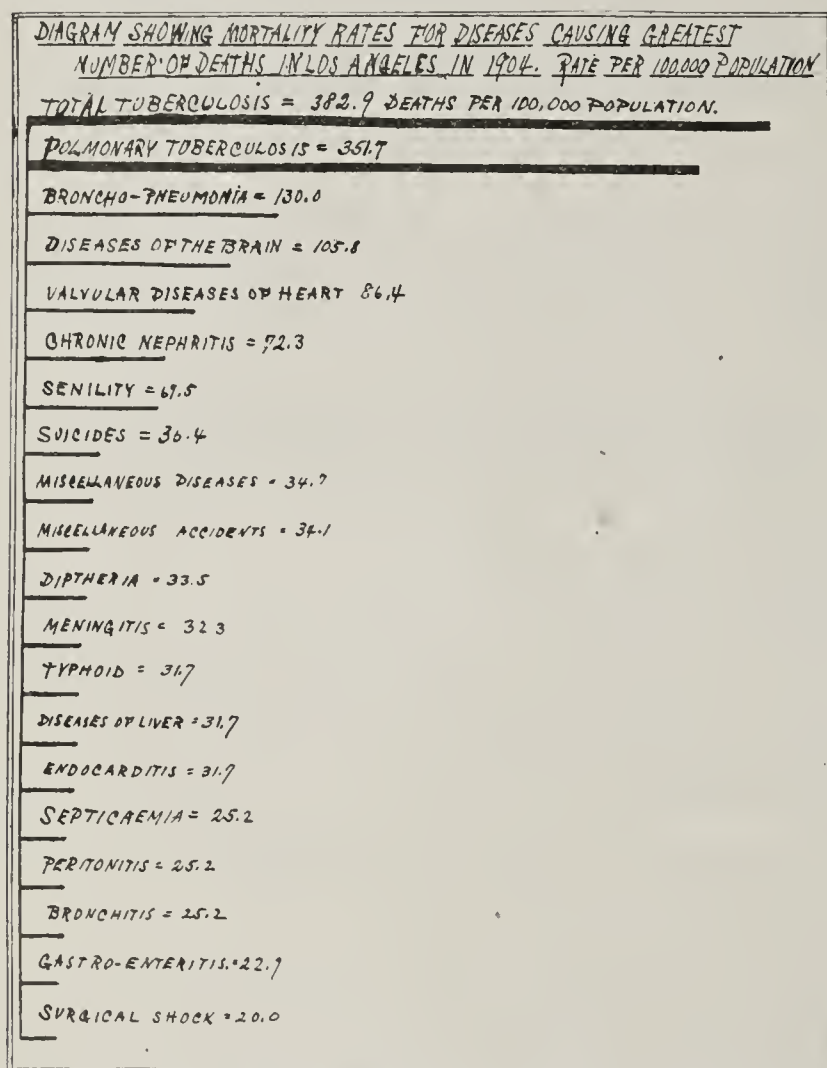 DIAGRAM SHOWING MORTALITY RATES FOR DISEASES CAUSING GREATEST
NUMBER OF DEATHS IN LOS ANGELES IN 1904. RATE PER 100,000 POPULATION
TOTAL TUBERCULOSIS = 382.9 DEATHS PER 100,000 POPULATION.
POLMONARY TUBERCULOSIS = 351.7
BRONCHO-PNEUMONIA = 130.0
DISEASES OF THE BRAIN = 105.8
VALVULAR DISEASES OF HEART 86.4
CHRONIC NEPHRITIS = 72.3
SENILITY = 67.5
SUICIDES = 36.4
MISCELLANEOUS DISEASES = 34.7
MISCELLANEOUS ACCIDENTS = 34.1
DIPTHERIA = 33.5
MENINGITIS = 32 3
TYPHOID = 31.7
DISEASES OF LIVER = 31.7
ENDOCARDITIS = 31.7
SEPTICAEMIA = 25.2
PERITONITIS = 25.2
BRONCHITIS = 25.2
GASTRO-ENTERITIS. = 22.9
SURGICAL SHOCK = 20.0